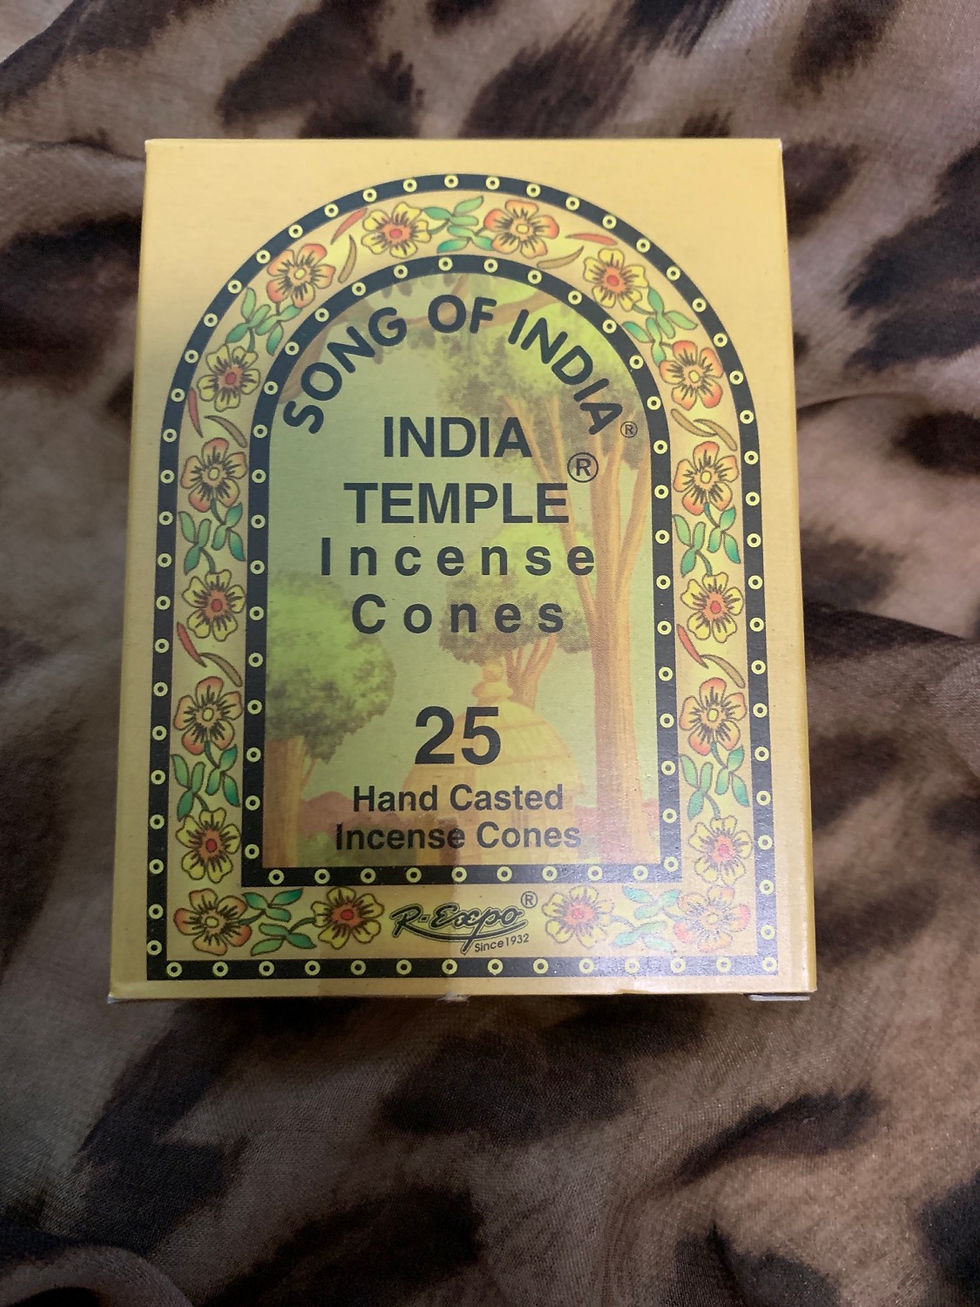 SONG OF INDIA®
INDIA
TEMPLE®
Incense
Cones
25
Hand Casted
Incense Cones
R-Expo®
Since 1932